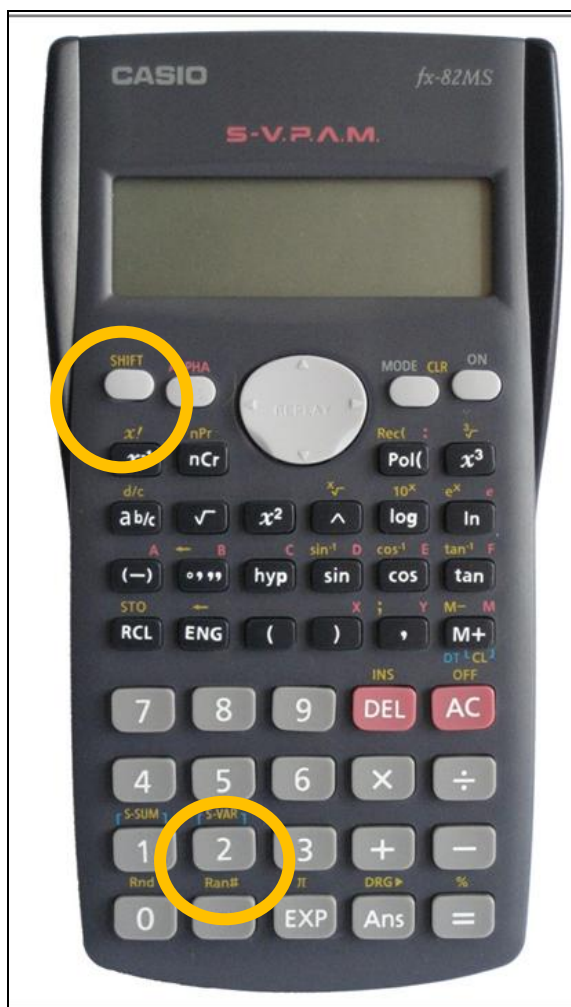 CASIO fx-82MS
S-V.P.A.M.
SHIFT ALPHA MODE CLR ON
REPLAY
x! nPr Rec( : ³√
nCr Pol( x³
d/c ˣ√ 10ˣ eˣ e
a b/c √ x² ^ log ln
A ← B C sin⁻¹ D cos⁻¹ E tan⁻¹ F
(−) °,,, hyp sin cos tan
STO ← X ; Y M− M
RCL ENG ( ) , M+
DT CL
INS OFF
7 8 9 DEL AC
4 5 6 × ÷
S-SUM S-VAR
1 2 3 + −
Rnd Ran# π DRG▶ %
0 EXP Ans =